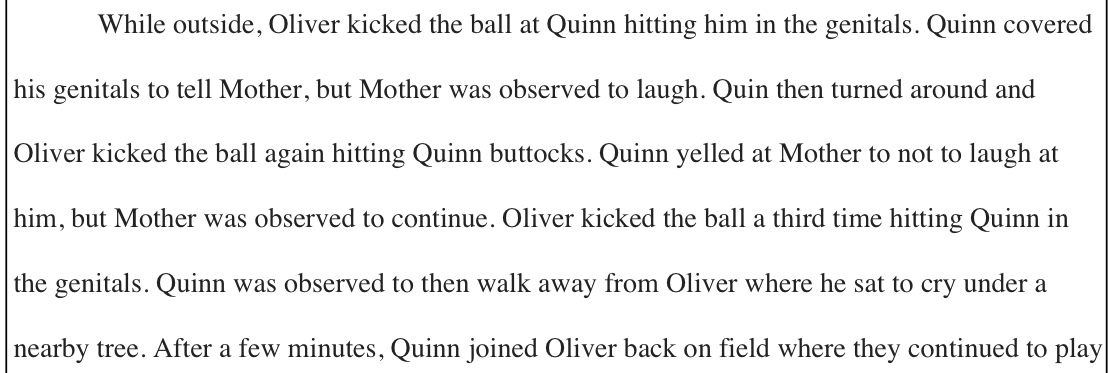 While outside, Oliver kicked the ball at Quinn hitting him in the genitals. Quinn covered
his genitals to tell Mother, but Mother was observed to laugh. Quin then turned around and
Oliver kicked the ball again hitting Quinn buttocks. Quinn yelled at Mother to not to laugh at
him, but Mother was observed to continue. Oliver kicked the ball a third time hitting Quinn in
the genitals. Quinn was observed to then walk away from Oliver where he sat to cry under a
nearby tree. After a few minutes, Quinn joined Oliver back on field where they continued to play